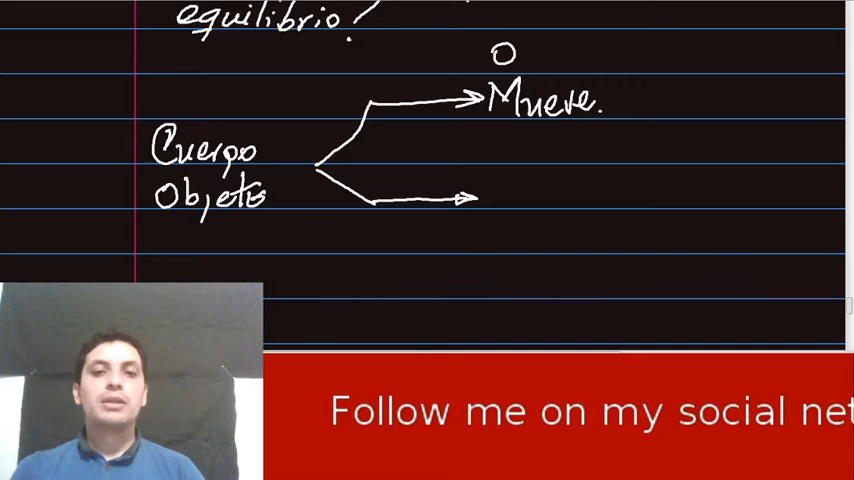 equilibrio?
O
Mueve.
Cuerpo
Objeto
Follow me on my social net